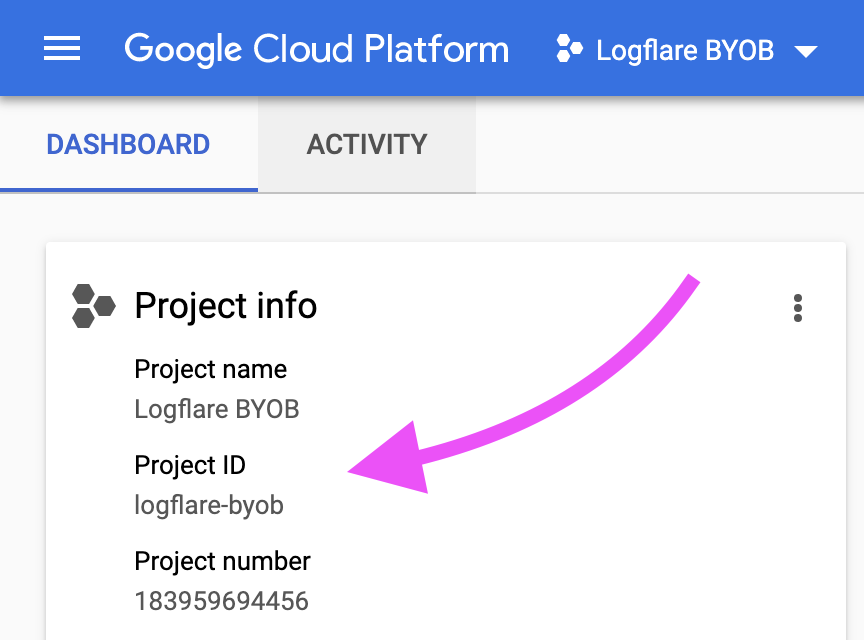 Google Cloud Platform Logflare BYOB
DASHBOARD ACTIVITY
Project info
Project name
Logflare BYOB
Project ID
logflare-byob
Project number
183959694456